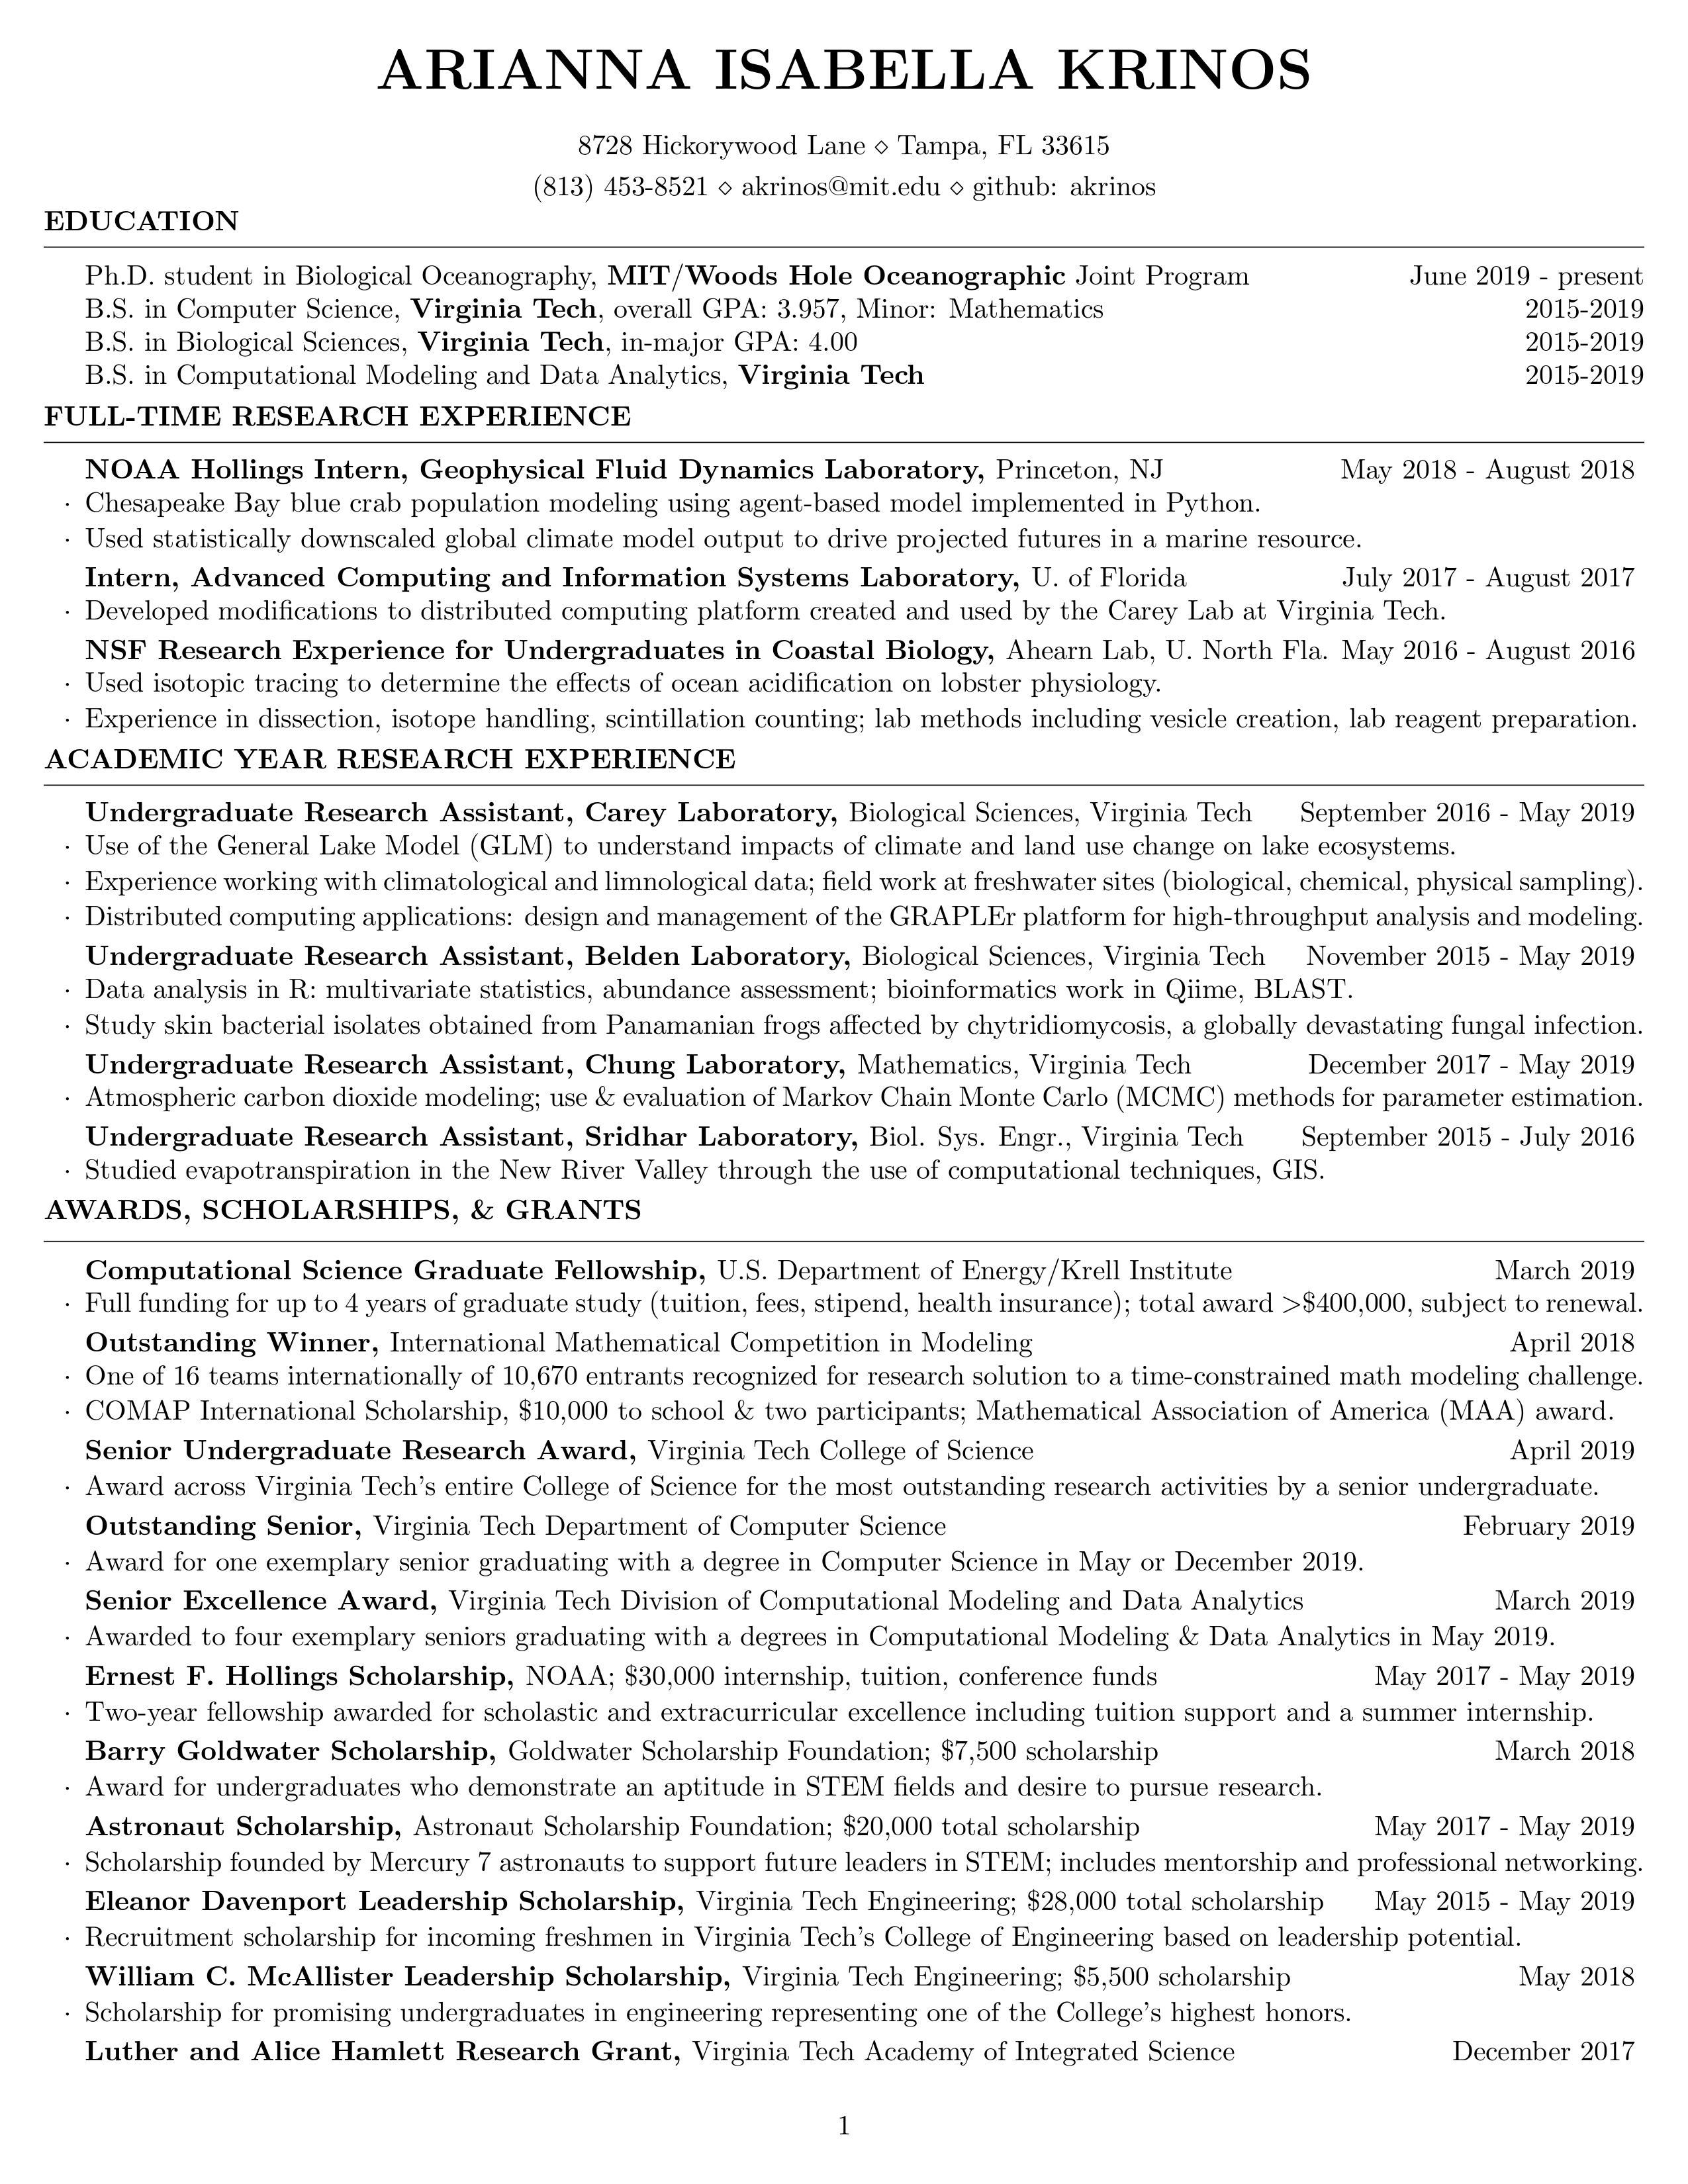 ARIANNA ISABELLA KRINOS
8728 Hickorywood Lane ⋄ Tampa, FL 33615
(813) 453-8521 ⋄ akrinos@mit.edu ⋄ github: akrinos
EDUCATION
Ph.D. student in Biological Oceanography, MIT/Woods Hole Oceanographic Joint Program June 2019 - present
B.S. in Computer Science, Virginia Tech, overall GPA: 3.957, Minor: Mathematics 2015-2019
B.S. in Biological Sciences, Virginia Tech, in-major GPA: 4.00 2015-2019
B.S. in Computational Modeling and Data Analytics, Virginia Tech 2015-2019
FULL-TIME RESEARCH EXPERIENCE
NOAA Hollings Intern, Geophysical Fluid Dynamics Laboratory, Princeton, NJ May 2018 - August 2018
· Chesapeake Bay blue crab population modeling using agent-based model implemented in Python.
· Used statistically downscaled global climate model output to drive projected futures in a marine resource.
Intern, Advanced Computing and Information Systems Laboratory, U. of Florida July 2017 - August 2017
· Developed modifications to distributed computing platform created and used by the Carey Lab at Virginia Tech.
NSF Research Experience for Undergraduates in Coastal Biology, Ahearn Lab, U. North Fla. May 2016 - August 2016
· Used isotopic tracing to determine the effects of ocean acidification on lobster physiology.
· Experience in dissection, isotope handling, scintillation counting; lab methods including vesicle creation, lab reagent preparation.
ACADEMIC YEAR RESEARCH EXPERIENCE
Undergraduate Research Assistant, Carey Laboratory, Biological Sciences, Virginia Tech September 2016 - May 2019
· Use of the General Lake Model (GLM) to understand impacts of climate and land use change on lake ecosystems.
· Experience working with climatological and limnological data; field work at freshwater sites (biological, chemical, physical sampling).
· Distributed computing applications: design and management of the GRAPLEr platform for high-throughput analysis and modeling.
Undergraduate Research Assistant, Belden Laboratory, Biological Sciences, Virginia Tech November 2015 - May 2019
· Data analysis in R: multivariate statistics, abundance assessment; bioinformatics work in Qiime, BLAST.
· Study skin bacterial isolates obtained from Panamanian frogs affected by chytridiomycosis, a globally devastating fungal infection.
Undergraduate Research Assistant, Chung Laboratory, Mathematics, Virginia Tech December 2017 - May 2019
· Atmospheric carbon dioxide modeling; use & evaluation of Markov Chain Monte Carlo (MCMC) methods for parameter estimation.
Undergraduate Research Assistant, Sridhar Laboratory, Biol. Sys. Engr., Virginia Tech September 2015 - July 2016
· Studied evapotranspiration in the New River Valley through the use of computational techniques, GIS.
AWARDS, SCHOLARSHIPS, & GRANTS
Computational Science Graduate Fellowship, U.S. Department of Energy/Krell Institute March 2019
· Full funding for up to 4 years of graduate study (tuition, fees, stipend, health insurance); total award >$400,000, subject to renewal.
Outstanding Winner, International Mathematical Competition in Modeling April 2018
· One of 16 teams internationally of 10,670 entrants recognized for research solution to a time-constrained math modeling challenge.
· COMAP International Scholarship, $10,000 to school & two participants; Mathematical Association of America (MAA) award.
Senior Undergraduate Research Award, Virginia Tech College of Science April 2019
· Award across Virginia Tech's entire College of Science for the most outstanding research activities by a senior undergraduate.
Outstanding Senior, Virginia Tech Department of Computer Science February 2019
· Award for one exemplary senior graduating with a degree in Computer Science in May or December 2019.
Senior Excellence Award, Virginia Tech Division of Computational Modeling and Data Analytics March 2019
· Awarded to four exemplary seniors graduating with a degrees in Computational Modeling & Data Analytics in May 2019.
Ernest F. Hollings Scholarship, NOAA; $30,000 internship, tuition, conference funds May 2017 - May 2019
· Two-year fellowship awarded for scholastic and extracurricular excellence including tuition support and a summer internship.
Barry Goldwater Scholarship, Goldwater Scholarship Foundation; $7,500 scholarship March 2018
· Award for undergraduates who demonstrate an aptitude in STEM fields and desire to pursue research.
Astronaut Scholarship, Astronaut Scholarship Foundation; $20,000 total scholarship May 2017 - May 2019
· Scholarship founded by Mercury 7 astronauts to support future leaders in STEM; includes mentorship and professional networking.
Eleanor Davenport Leadership Scholarship, Virginia Tech Engineering; $28,000 total scholarship May 2015 - May 2019
· Recruitment scholarship for incoming freshmen in Virginia Tech's College of Engineering based on leadership potential.
William C. McAllister Leadership Scholarship, Virginia Tech Engineering; $5,500 scholarship May 2018
· Scholarship for promising undergraduates in engineering representing one of the College's highest honors.
Luther and Alice Hamlett Research Grant, Virginia Tech Academy of Integrated Science December 2017
1